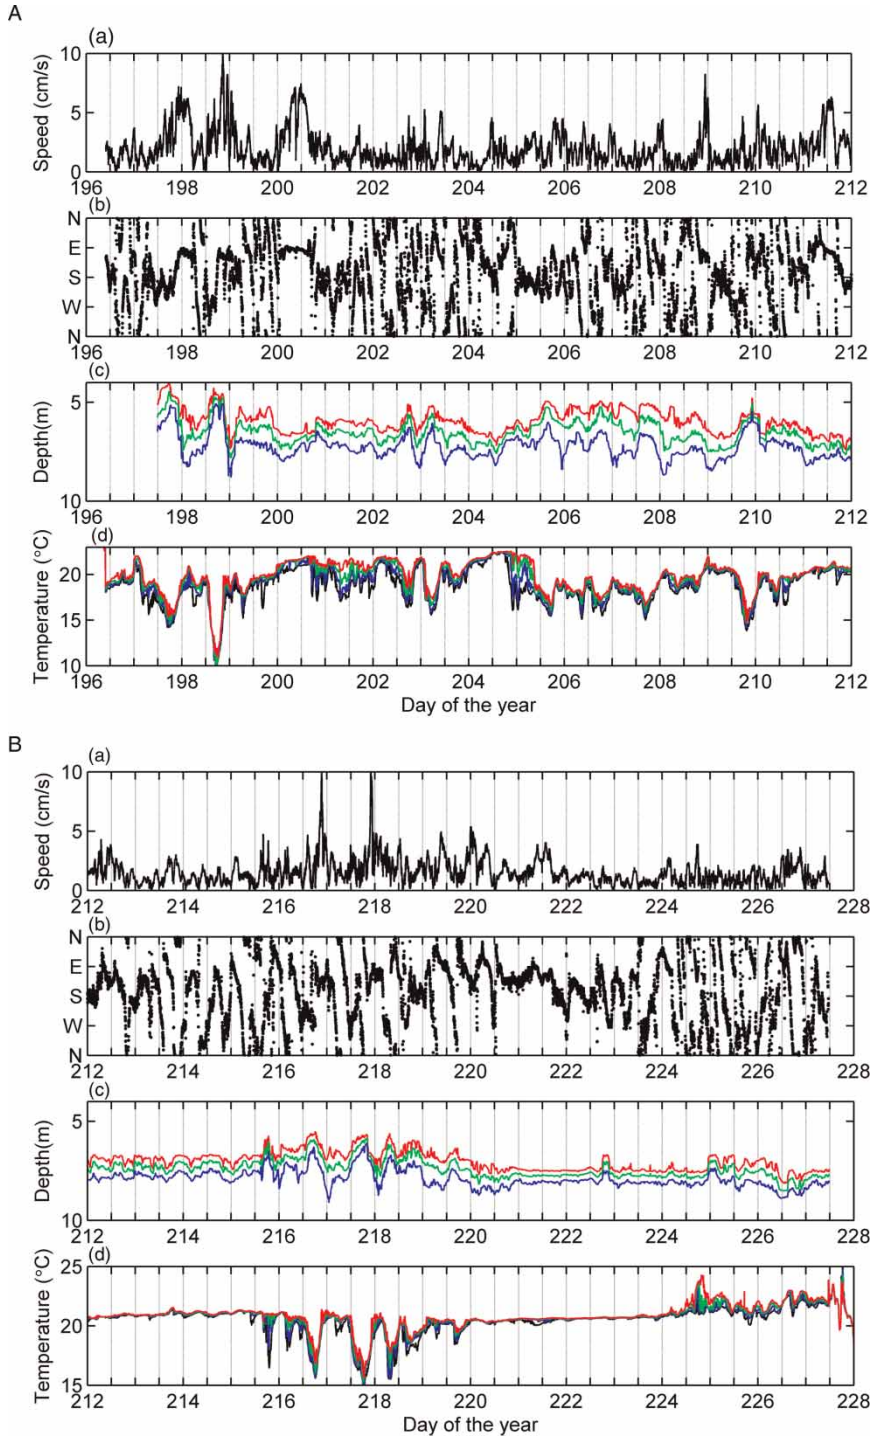 A
(a)
10
5
0
Speed (cm/s)
196 198 200 202 204 206 208 210 212
(b)
N
E
S
W
N
196 198 200 202 204 206 208 210 212
(c)
5
10
Depth(m)
196 198 200 202 204 206 208 210 212
(d)
20
15
10
Temperature (°C)
196 198 200 202 204 206 208 210 212
Day of the year
B
(a)
10
5
0
Speed (cm/s)
212 214 216 218 220 222 224 226 228
(b)
N
E
S
W
N
212 214 216 218 220 222 224 226 228
(c)
5
10
Depth(m)
212 214 216 218 220 222 224 226 228
(d)
25
20
15
Temperature (°C)
212 214 216 218 220 222 224 226 228
Day of the year